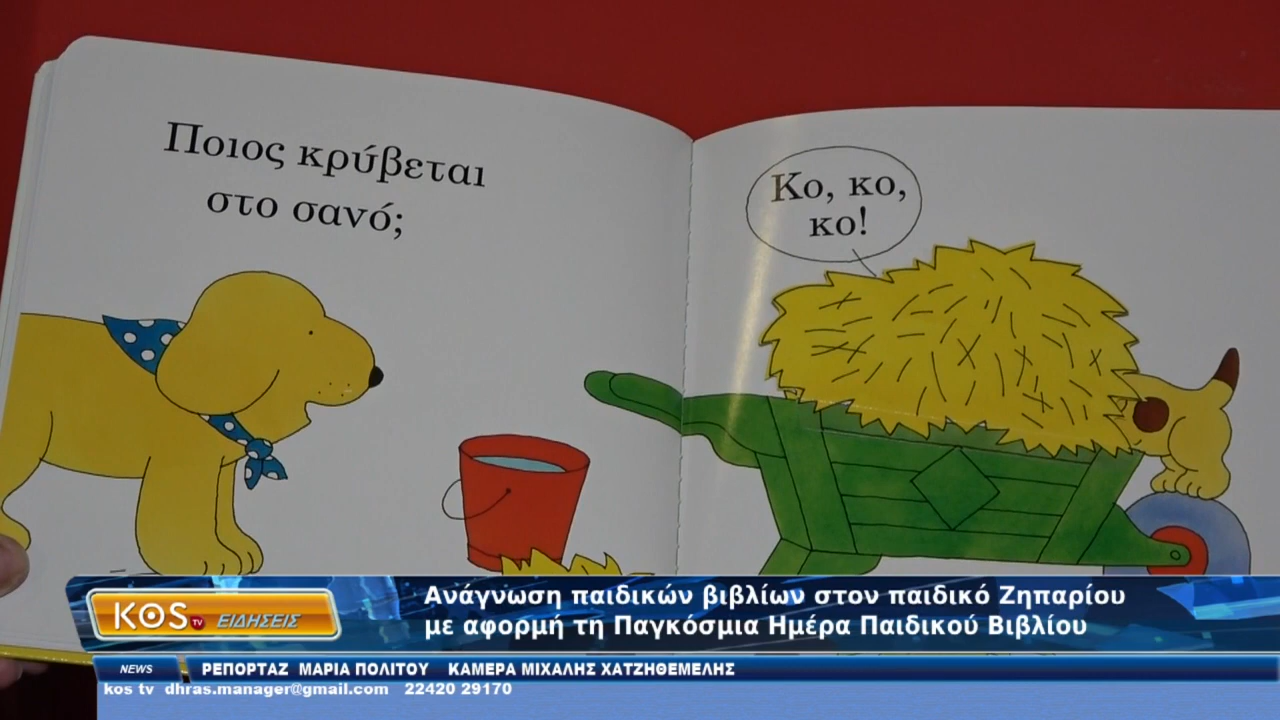 Ποιος κρύβεται
στο σανό;
Κο, κο,
κο!
Ανάγνωση παιδικών βιβλίων στον παιδικό Ζηπαρίου
με αφορμή τη Παγκόσμια Ημέρα Παιδικού Βιβλίου
KOS TV ΕΙΔΗΣΕΙΣ
NEWS ΡΕΠΟΡΤΑΖ ΜΑΡΙΑ ΠΟΛΙΤΟΥ ΚΑΜΕΡΑ ΜΙΧΑΛΗΣ ΧΑΤΖΗΘΕΜΕΛΗΣ
kos tv dhras.manager@gmail.com 22420 29170